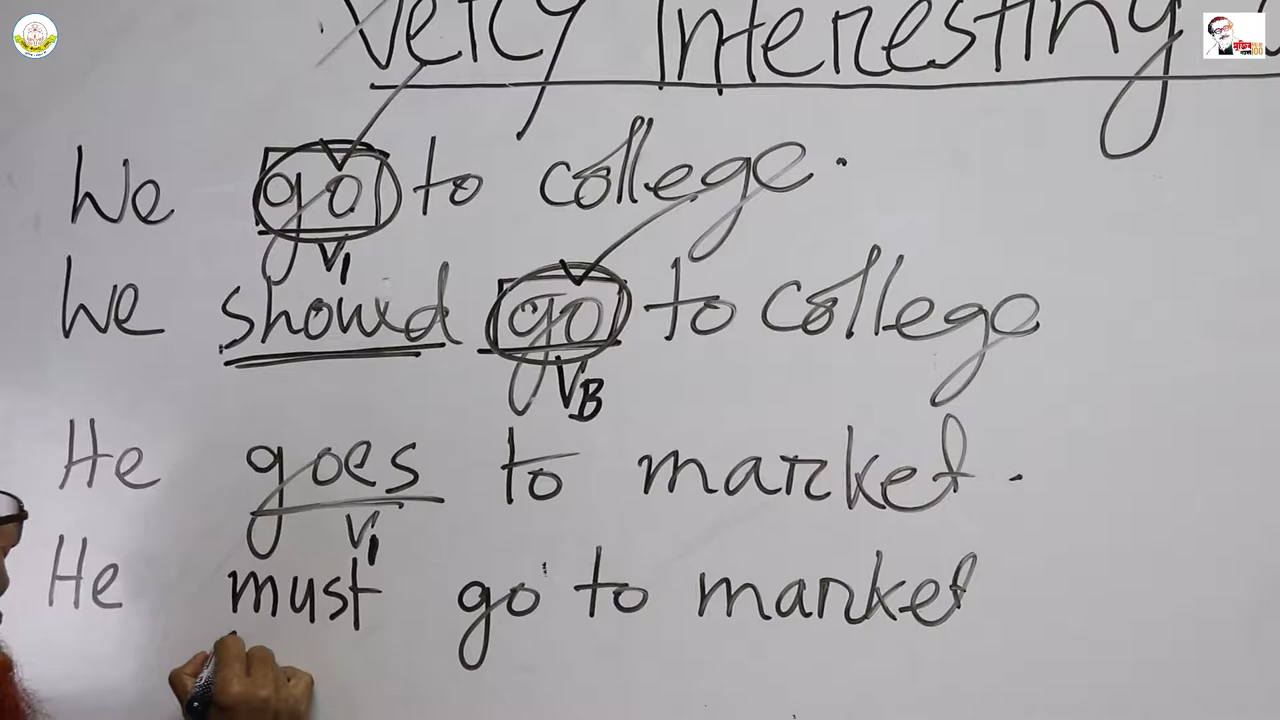 Very Interesting
We go to college.
V1
We should go to college
VB
He goes to market.
V1
He must go to market